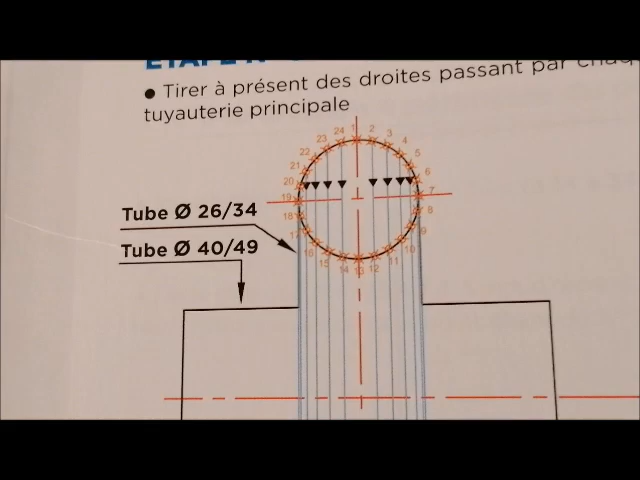 • Tirer à présent des droites passant par chaq
tuyauterie principale
24 1 2
23 3
22 4
21 5
20 6
19 7
18 8
17 9
16 10
15 14 13 12 11
Tube Ø 26/34
Tube Ø 40/49